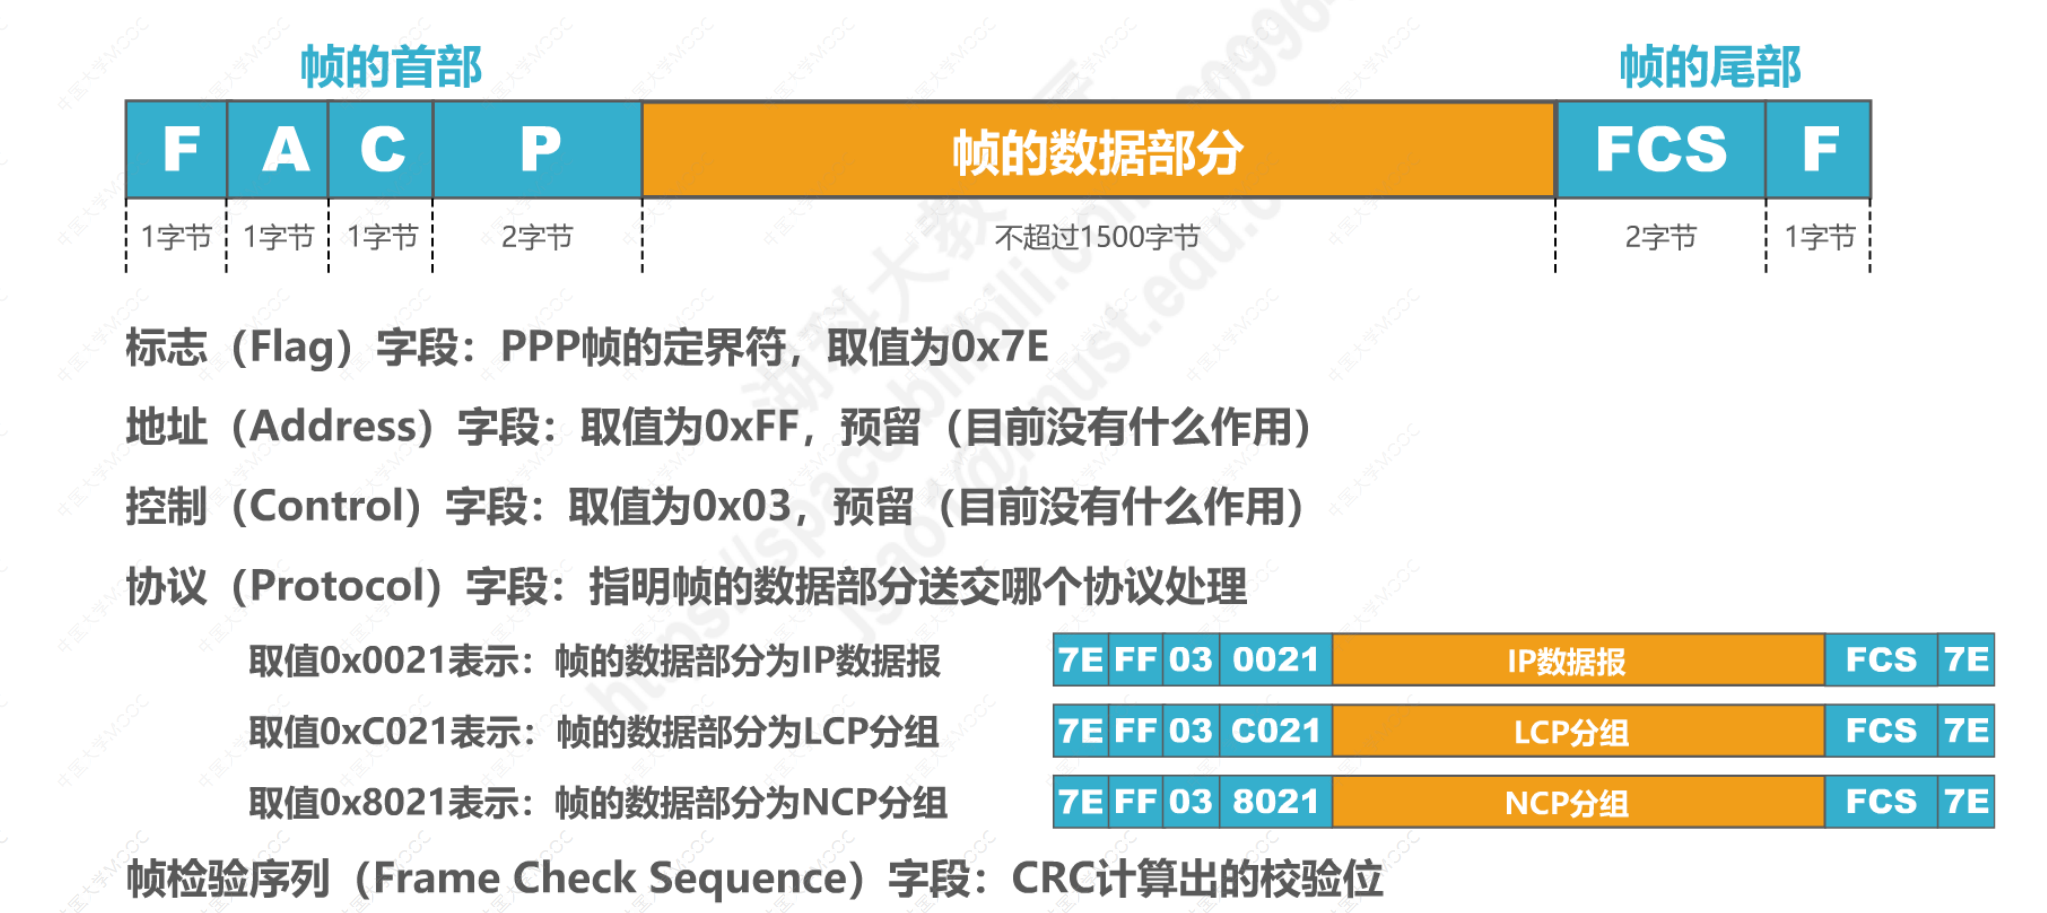 帧的首部 帧的尾部
F A C P 帧的数据部分 FCS F
1字节 1字节 1字节 2字节 不超过1500字节 2字节 1字节
标志（Flag）字段：PPP帧的定界符，取值为0x7E
地址（Address）字段：取值为0xFF，预留（目前没有什么作用）
控制（Control）字段：取值为0x03，预留（目前没有什么作用）
协议（Protocol）字段：指明帧的数据部分送交哪个协议处理
取值0x0021表示：帧的数据部分为IP数据报 7E FF 03 0021 IP数据报 FCS 7E
取值0xC021表示：帧的数据部分为LCP分组 7E FF 03 C021 LCP分组 FCS 7E
取值0x8021表示：帧的数据部分为NCP分组 7E FF 03 8021 NCP分组 FCS 7E
帧检验序列（Frame Check Sequence）字段：CRC计算出的校验位
中国大学MOOC